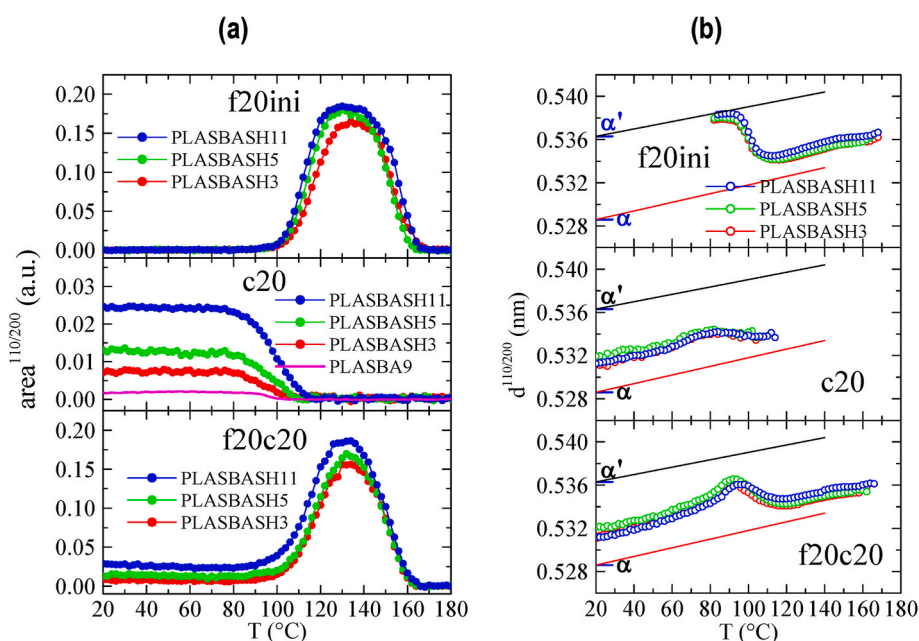 (a)
f20ini
PLASBASH11
PLASBASH5
PLASBASH3
0.20
0.15
0.10
0.05
0.00
c20
PLASBASH11
PLASBASH5
PLASBASH3
PLASBA9
0.03
0.02
0.01
0.00
f20c20
PLASBASH11
PLASBASH5
PLASBASH3
0.20
0.15
0.10
0.05
0.00
area 110/200 (a.u.)
20 40 60 80 100 120 140 160 180
T (°C)
(b)
0.540
0.536
0.532
0.528
α'
f20ini
PLASBASH11
PLASBASH5
PLASBASH3
α
0.540
0.536
0.532
0.528
α'
c20
α
0.540
0.536
0.532
0.528
α'
α
f20c20
d 110/200 (nm)
20 40 60 80 100 120 140 160 180
T (°C)